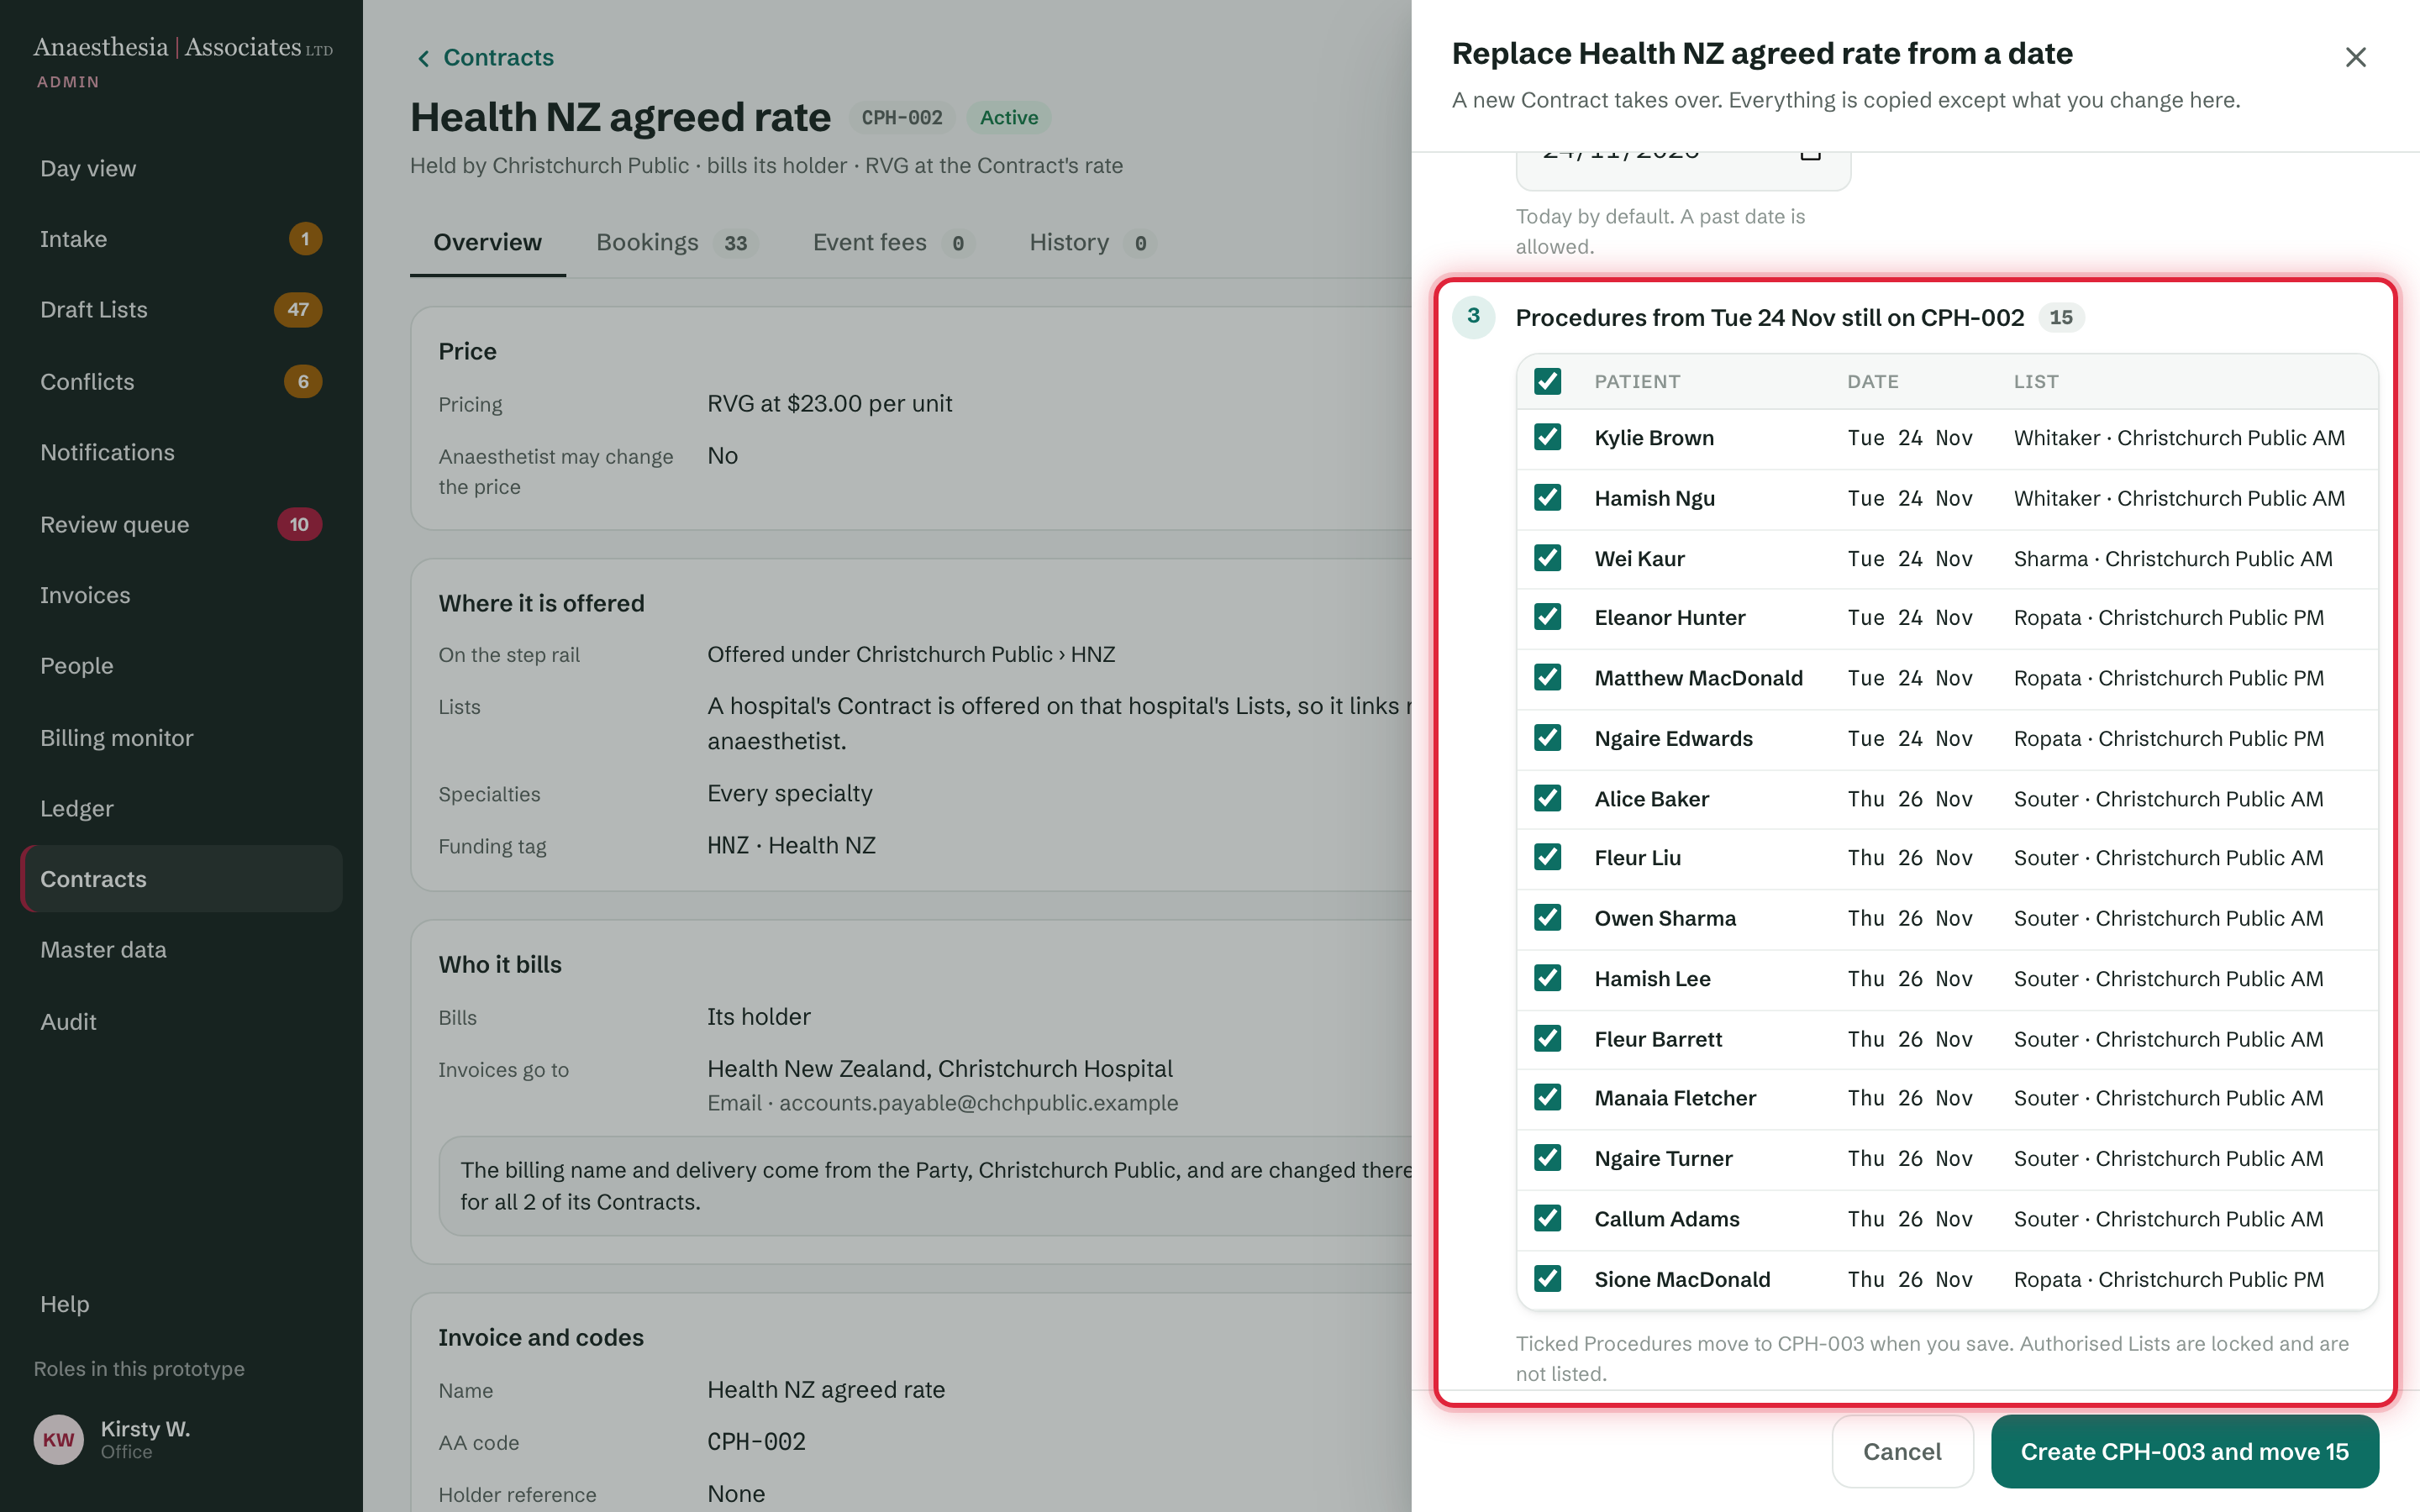 Anaesthesia | Associates LTD
ADMIN
Day view
Intake 1
Draft Lists 47
Conflicts 6
Notifications
Review queue 10
Invoices
People
Billing monitor
Ledger
Contracts
Master data
Audit
Help
Roles in this prototype
KW
Kirsty W.
Office
Contracts
Health NZ agreed rate CPH-002 Active
Held by Christchurch Public · bills its holder · RVG at the Contract's rate
Overview Bookings 33 Event fees 0 History 0
Price
Pricing RVG at $23.00 per unit
Anaesthetist may change No
the price
Where it is offered
On the step rail Offered under Christchurch Public › HNZ
Lists A hospital's Contract is offered on that hospital's Lists, so it links
anaesthetist.
Specialties Every specialty
Funding tag HNZ · Health NZ
Who it bills
Bills Its holder
Invoices go to Health New Zealand, Christchurch Hospital
Email · accounts.payable@chchpublic.example
The billing name and delivery come from the Party, Christchurch Public, and are changed there
for all 2 of its Contracts.
Invoice and codes
Name Health NZ agreed rate
AA code CPH-002
Holder reference None
Replace Health NZ agreed rate from a date
A new Contract takes over. Everything is copied except what you change here.
24/11/2026
Today by default. A past date is
allowed.
3 Procedures from Tue 24 Nov still on CPH-002 15
PATIENT DATE LIST
Kylie Brown Tue 24 Nov Whitaker · Christchurch Public AM
Hamish Ngu Tue 24 Nov Whitaker · Christchurch Public AM
Wei Kaur Tue 24 Nov Sharma · Christchurch Public AM
Eleanor Hunter Tue 24 Nov Ropata · Christchurch Public PM
Matthew MacDonald Tue 24 Nov Ropata · Christchurch Public PM
Ngaire Edwards Tue 24 Nov Ropata · Christchurch Public PM
Alice Baker Thu 26 Nov Souter · Christchurch Public AM
Fleur Liu Thu 26 Nov Souter · Christchurch Public AM
Owen Sharma Thu 26 Nov Souter · Christchurch Public AM
Hamish Lee Thu 26 Nov Souter · Christchurch Public AM
Fleur Barrett Thu 26 Nov Souter · Christchurch Public AM
Manaia Fletcher Thu 26 Nov Souter · Christchurch Public AM
Ngaire Turner Thu 26 Nov Souter · Christchurch Public AM
Callum Adams Thu 26 Nov Souter · Christchurch Public AM
Sione MacDonald Thu 26 Nov Ropata · Christchurch Public PM
Ticked Procedures move to CPH-003 when you save. Authorised Lists are locked and are
not listed.
Cancel Create CPH-003 and move 15